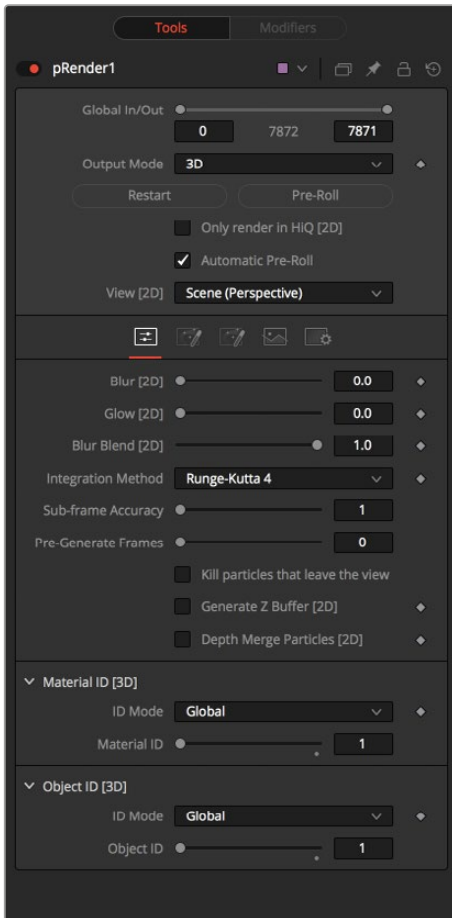 Tools Modifiers
pRender1
Global In/Out
0 7872 7871
Output Mode 3D
Restart Pre-Roll
Only render in HiQ [2D]
Automatic Pre-Roll
View [2D] Scene (Perspective)
Blur [2D] 0.0
Glow [2D] 0.0
Blur Blend [2D] 1.0
Integration Method Runge-Kutta 4
Sub-frame Accuracy 1
Pre-Generate Frames 0
Kill particles that leave the view
Generate Z Buffer [2D]
Depth Merge Particles [2D]
Material ID [3D]
ID Mode Global
Material ID 1
Object ID [3D]
ID Mode Global
Object ID 1